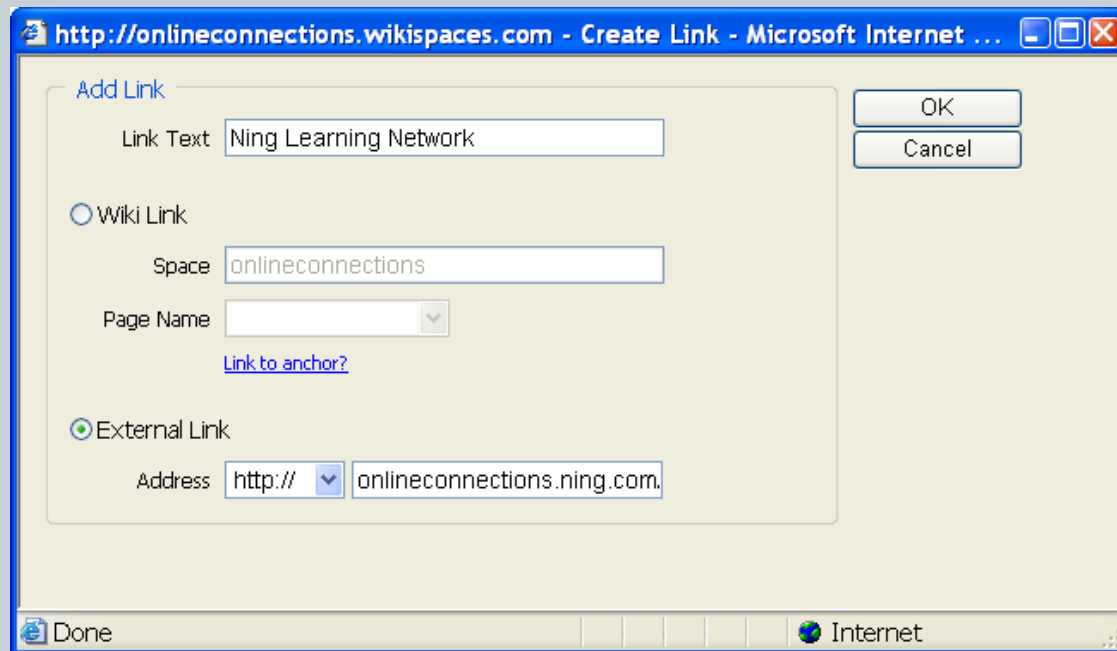 http://onlineconnections.wikispaces.com - Create Link - Microsoft Internet ...
Add Link
OK
Link Text Ning Learning Network
Cancel
Wiki Link
Space onlineconnections
Page Name
Link to anchor?
External Link
Address http:// onlineconnections.ning.com
Done Internet